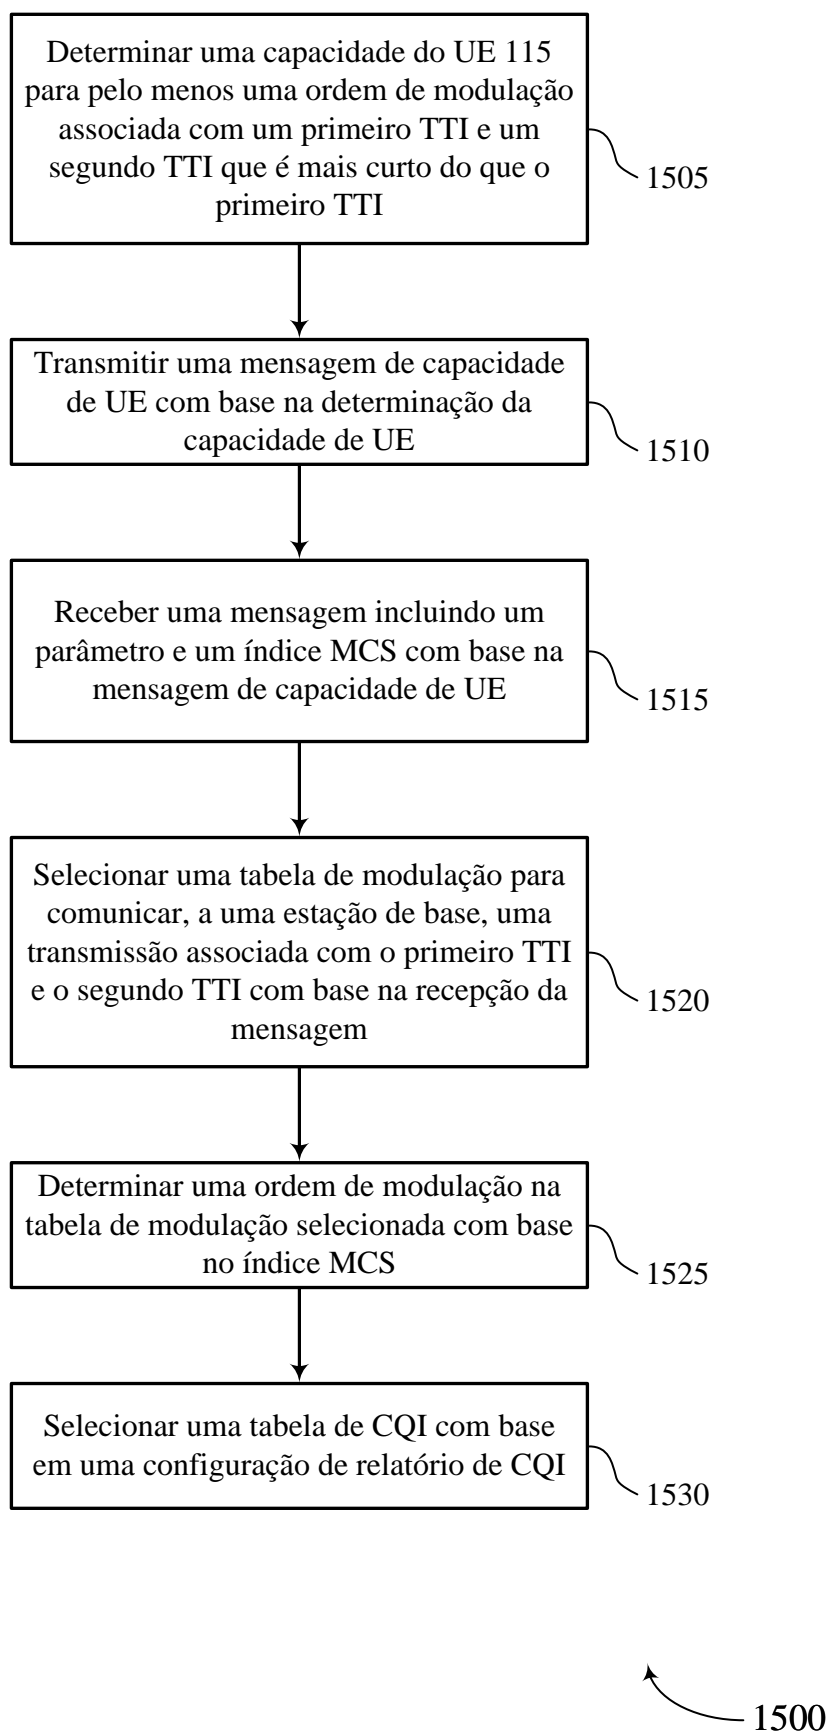 Determinar uma capacidade do UE 115
para pelo menos uma ordem de modulação
associada com um primeiro TTI e um
segundo TTI que é mais curto do que o
primeiro TTI
1505
Transmitir uma mensagem de capacidade
de UE com base na determinação da
capacidade de UE
1510
Receber uma mensagem incluindo um
parâmetro e um índice MCS com base na
mensagem de capacidade de UE
1515
Selecionar uma tabela de modulação para
comunicar, a uma estação de base, uma
transmissão associada com o primeiro TTI
e o segundo TTI com base na recepção da
mensagem
1520
Determinar uma ordem de modulação na
tabela de modulação selecionada com base
no índice MCS
1525
Selecionar uma tabela de CQI com base
em uma configuração de relatório de CQI
1530
1500